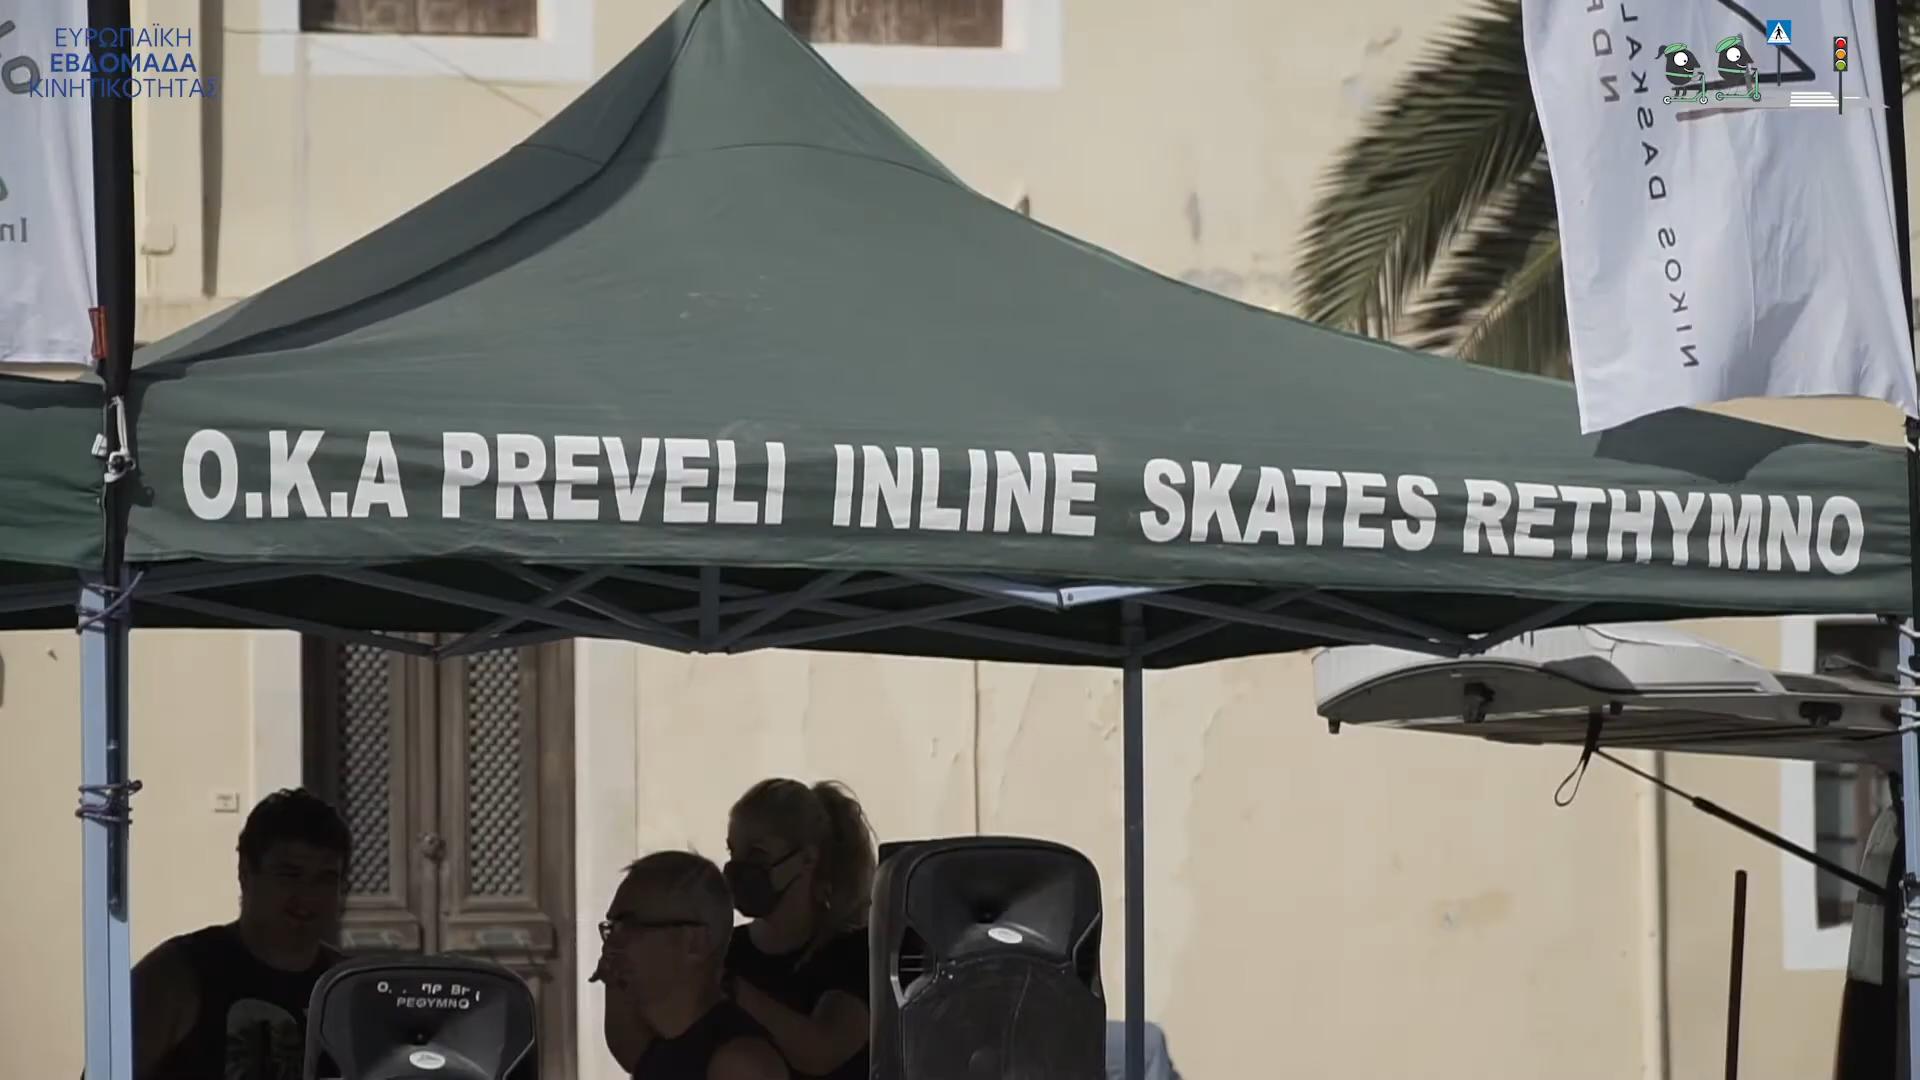 ΕΥΡΩΠΑΪΚΗ
ΕΒΔΟΜΑΔΑ
ΚΙΝΗΤΙΚΟΤΗΤΑΣ
NIKOS DASKAL
O.K.A PREVELI INLINE SKATES RETHYMNO
ΡΕΘΥΜΝΟ